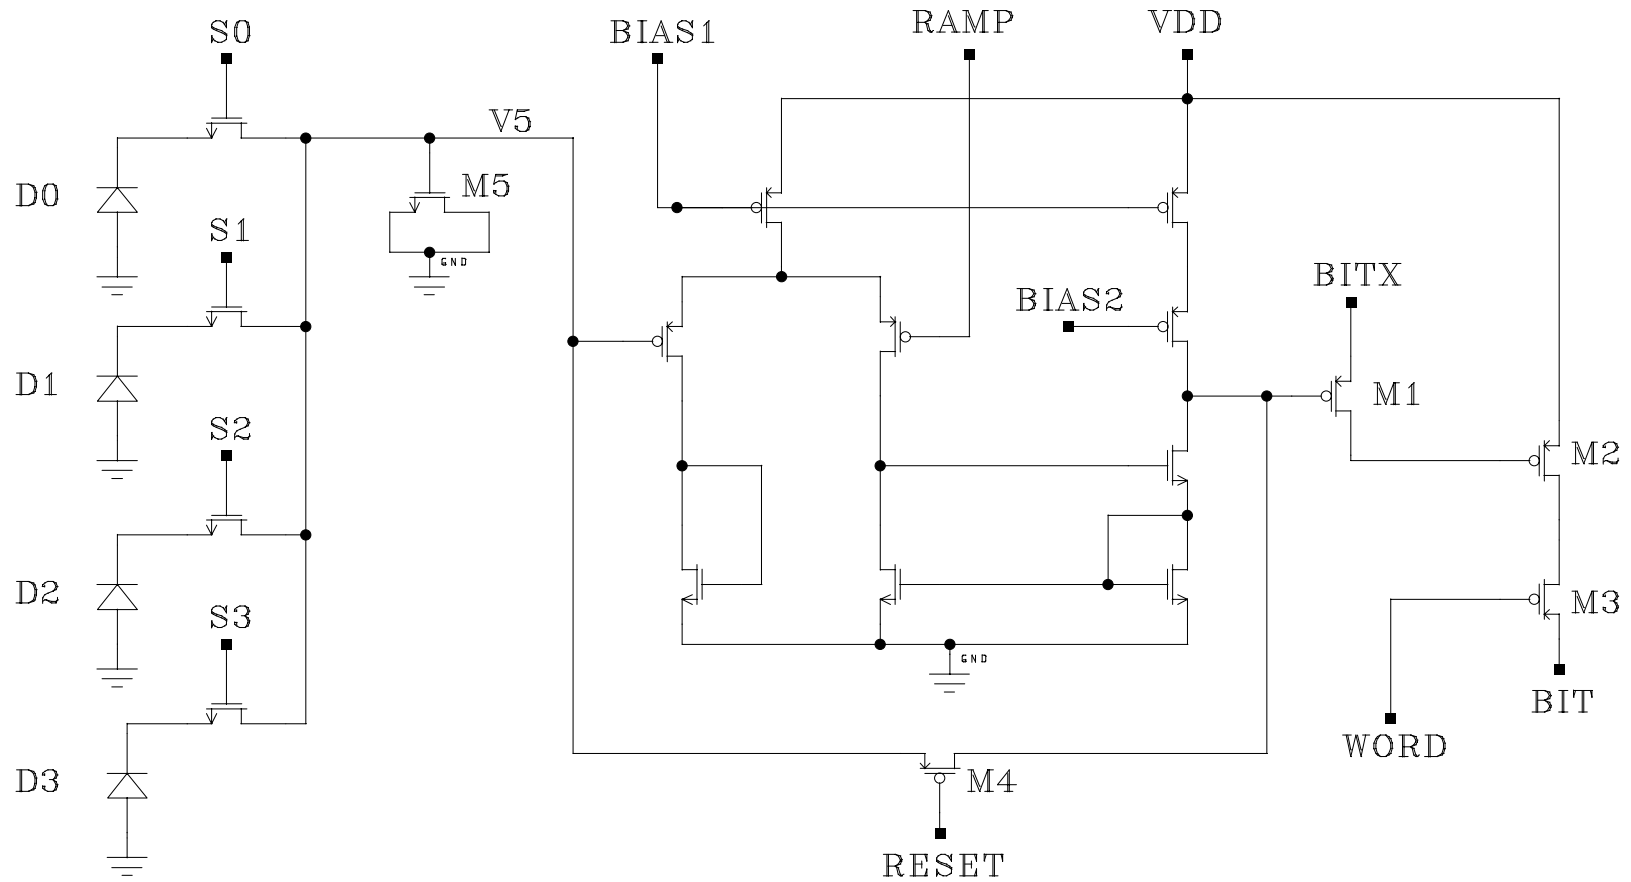 S0
BIAS1
RAMP
VDD
V5
D0
M5
S1
GND
BITX
BIAS2
D1
M1
S2
M2
D2
M3
S3
GND
BIT
WORD
D3
M4
RESET